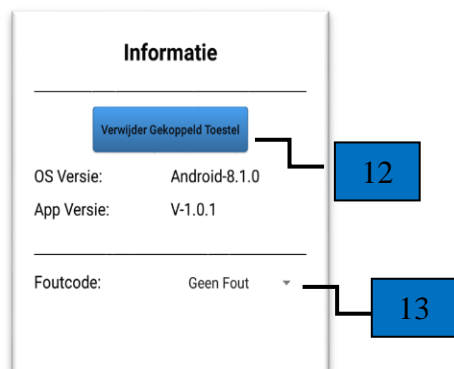 Informatie
Verwijder Gekoppeld Toestel
12
OS Versie: Android-8.1.0
App Versie: V-1.0.1
Foutcode: Geen Fout
13